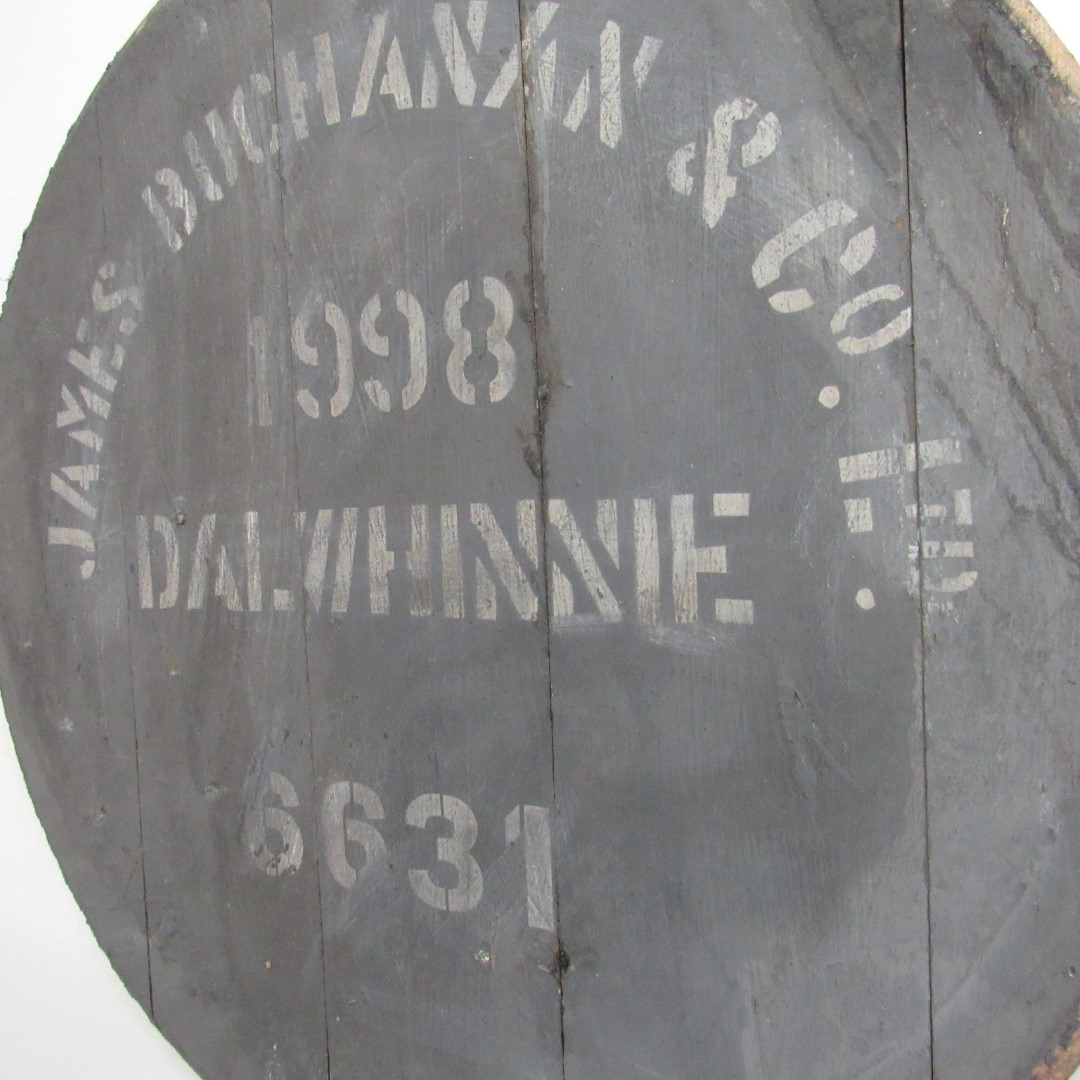 JAMES BUCHANAN & CO. LTD.
1998
DALWHINNIE
6631